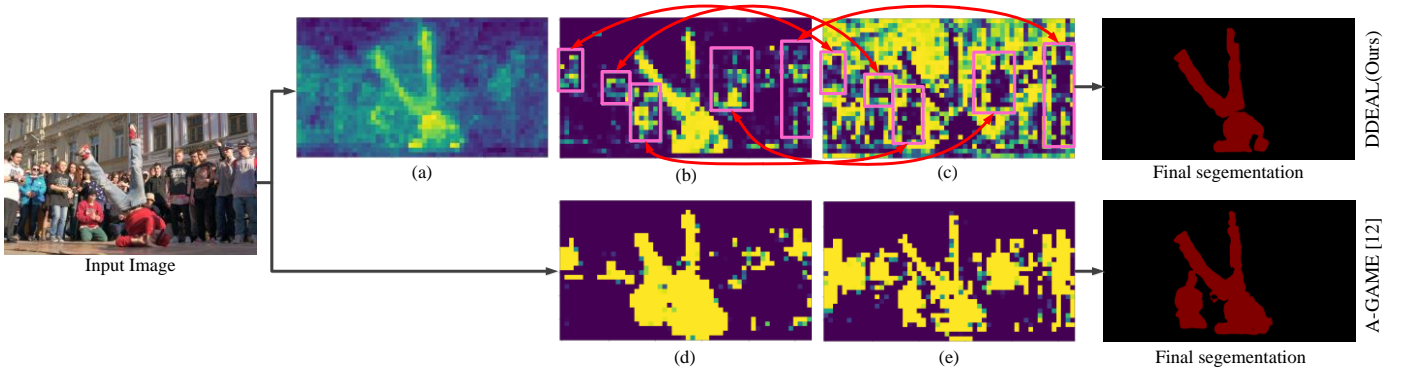 (a)
(b)
(c)
Final segementation
DDEAL(Ours)
Input Image
(d)
(e)
Final segementation
A-GAME [12]